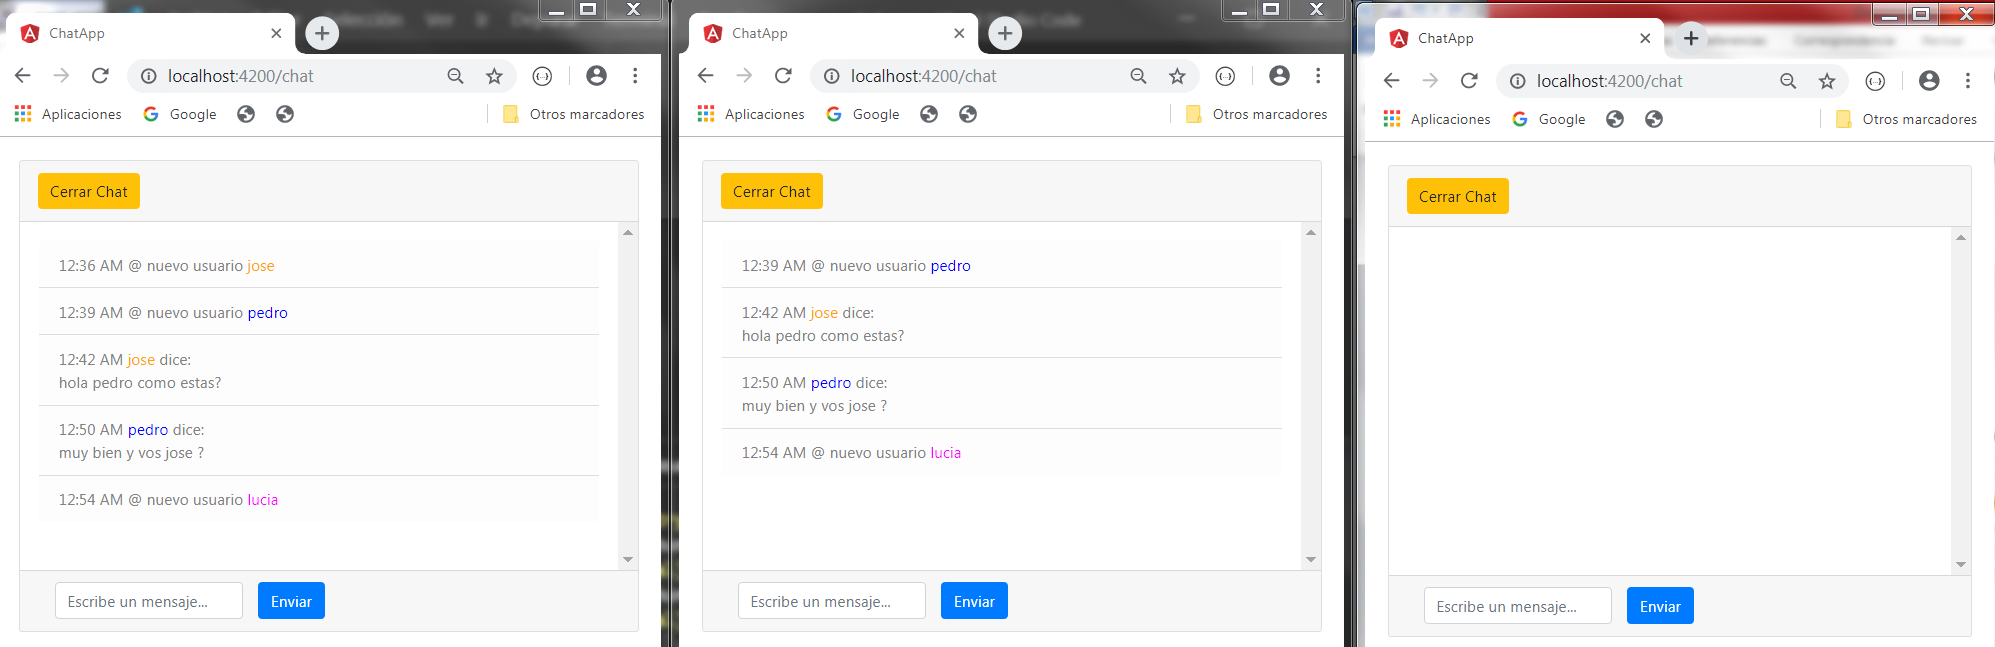 ChatApp
localhost:4200/chat
Aplicaciones
Google
Otros marcadores
Cerrar Chat
12:36 AM @ nuevo usuario jose
12:39 AM @ nuevo usuario pedro
12:42 AM jose dice:
hola pedro como estas?
12:50 AM pedro dice:
muy bien y vos jose ?
12:54 AM @ nuevo usuario lucia
Escribe un mensaje...
Enviar
ChatApp
localhost:4200/chat
Aplicaciones
Google
Otros marcadores
Cerrar Chat
12:39 AM @ nuevo usuario pedro
12:42 AM jose dice:
hola pedro como estas?
12:50 AM pedro dice:
muy bien y vos jose ?
12:54 AM @ nuevo usuario lucia
Escribe un mensaje...
Enviar
ChatApp
localhost:4200/chat
Aplicaciones
Google
Otros marcadores
Cerrar Chat
Escribe un mensaje...
Enviar